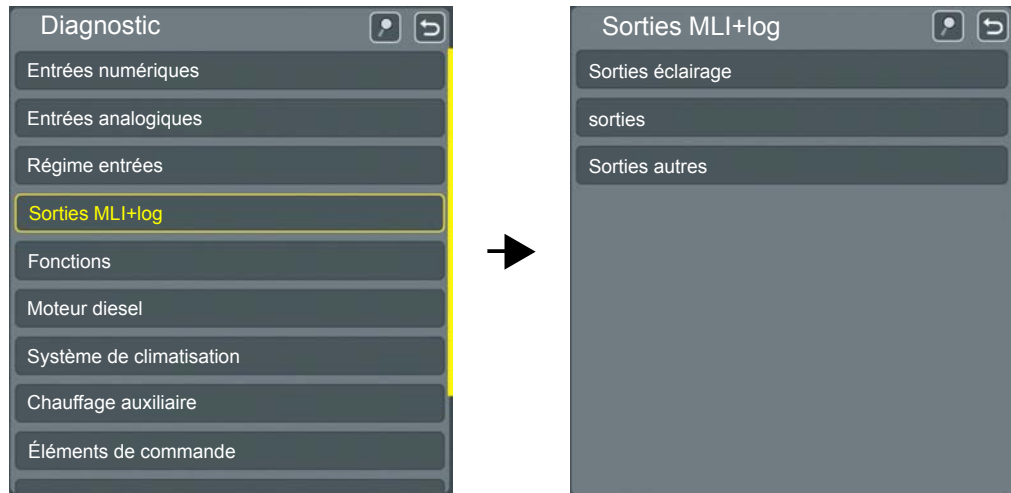 Diagnostic
Entrées numériques
Entrées analogiques
Régime entrées
Sorties MLI+log
Fonctions
Moteur diesel
Système de climatisation
Chauffage auxiliaire
Éléments de commande
Sorties MLI+log
Sorties éclairage
sorties
Sorties autres